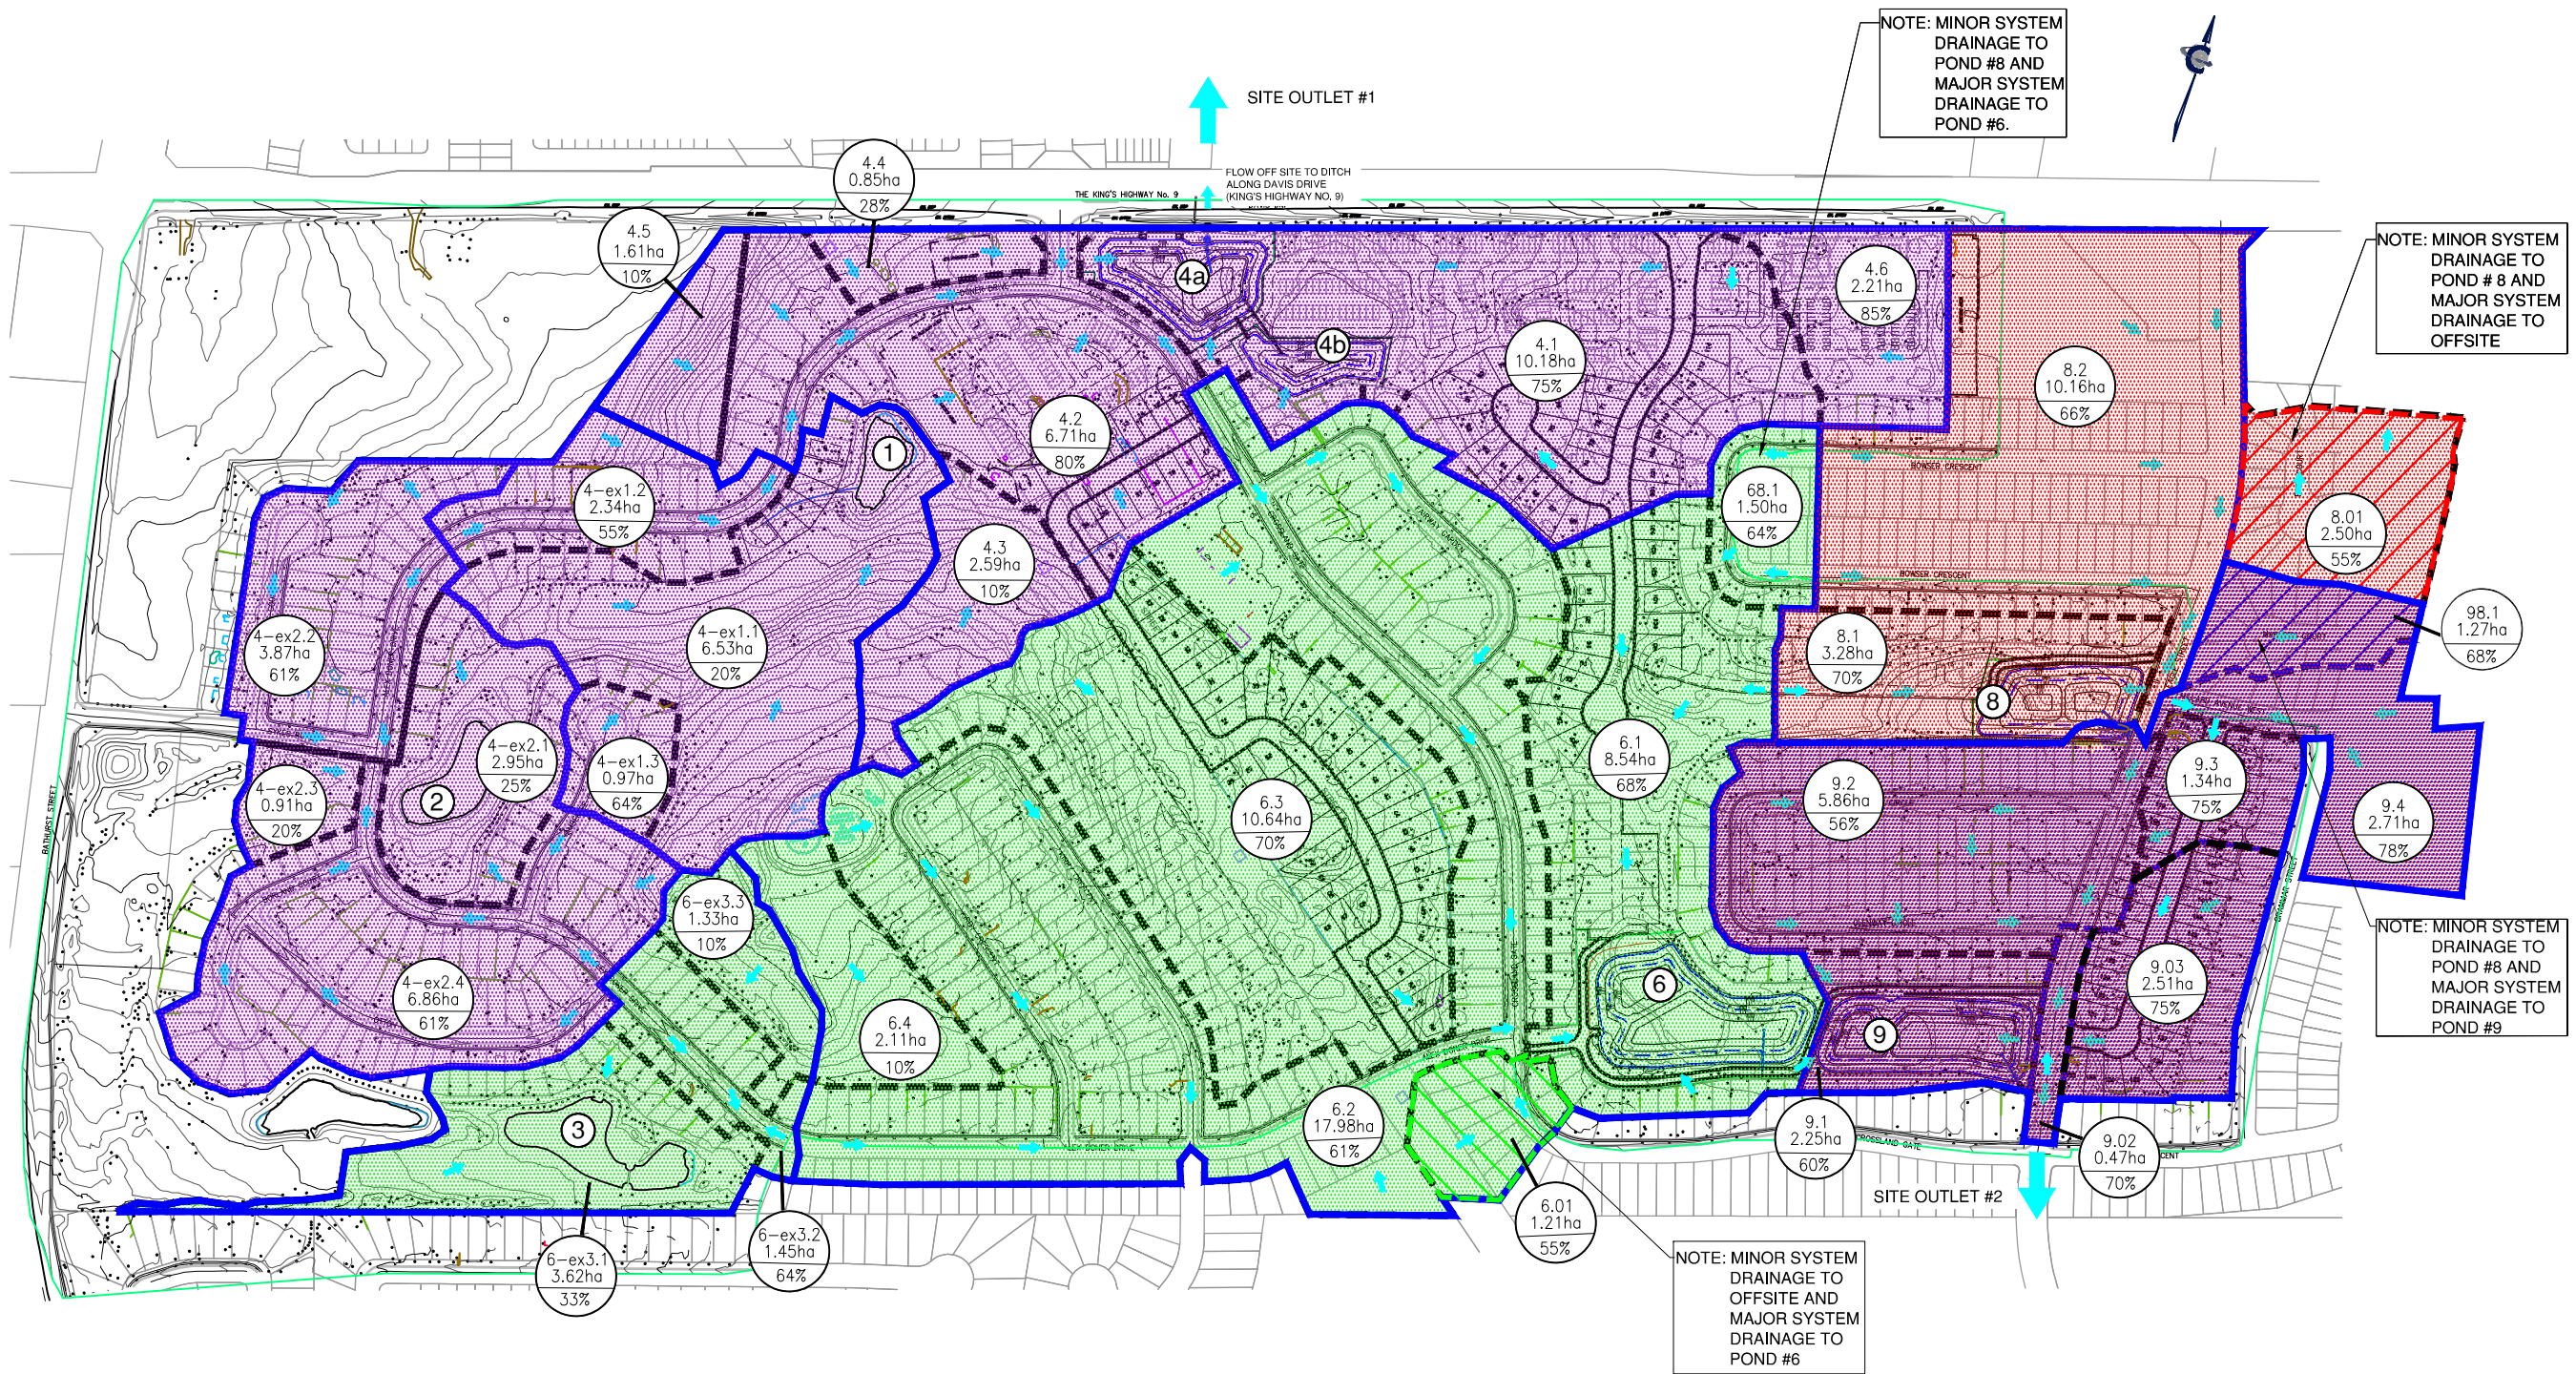 NOTE: MINOR SYSTEM
DRAINAGE TO
POND #8 AND
MAJOR SYSTEM
DRAINAGE TO
POND #6.
SITE OUTLET #1
FLOW OFF SITE TO DITCH
ALONG DAVIS DRIVE
(KING'S HIGHWAY NO. 9)
THE KING'S HIGHWAY No. 9
4.4
0.85ha
28%
4.5
1.61ha
10%
NOTE: MINOR SYSTEM
DRAINAGE TO
POND # 8 AND
MAJOR SYSTEM
DRAINAGE TO
OFFSITE
4a
4b
4.6
2.21ha
85%
4.1
10.18ha
75%
8.2
10.16ha
66%
4.2
6.71ha
80%
1
BOWSER CRESCENT
4-ex1.2
2.34ha
55%
68.1
1.50ha
64%
8.01
2.50ha
55%
COURT
4.3
2.59ha
10%
BOWSER CRESCENT
98.1
1.27ha
68%
4-ex2.2
3.87ha
61%
4-ex1.1
6.53ha
20%
8.1
3.28ha
70%
8
4-ex2.1
2.95ha
25%
4-ex1.3
0.97ha
64%
6.1
8.54ha
68%
9.3
1.34ha
75%
4-ex2.3
0.91ha
20%
2
6.3
10.64ha
70%
9.2
5.86ha
56%
9.4
2.71ha
78%
BATHURST STREET
6-ex3.3
1.33ha
10%
NOTE: MINOR SYSTEM
DRAINAGE TO
POND #8 AND
MAJOR SYSTEM
DRAINAGE TO
POND #9
4-ex2.4
6.86ha
61%
6
9.03
2.51ha
75%
6.4
2.11ha
10%
9
3
6.2
17.98ha
61%
9.1
2.25ha
60%
CROSSLAND GATE
9.02
0.47ha
70%
SITE OUTLET #2
6.01
1.21ha
55%
6-ex3.2
1.45ha
64%
6-ex3.1
3.62ha
33%
NOTE: MINOR SYSTEM
DRAINAGE TO
OFFSITE AND
MAJOR SYSTEM
DRAINAGE TO
POND #6